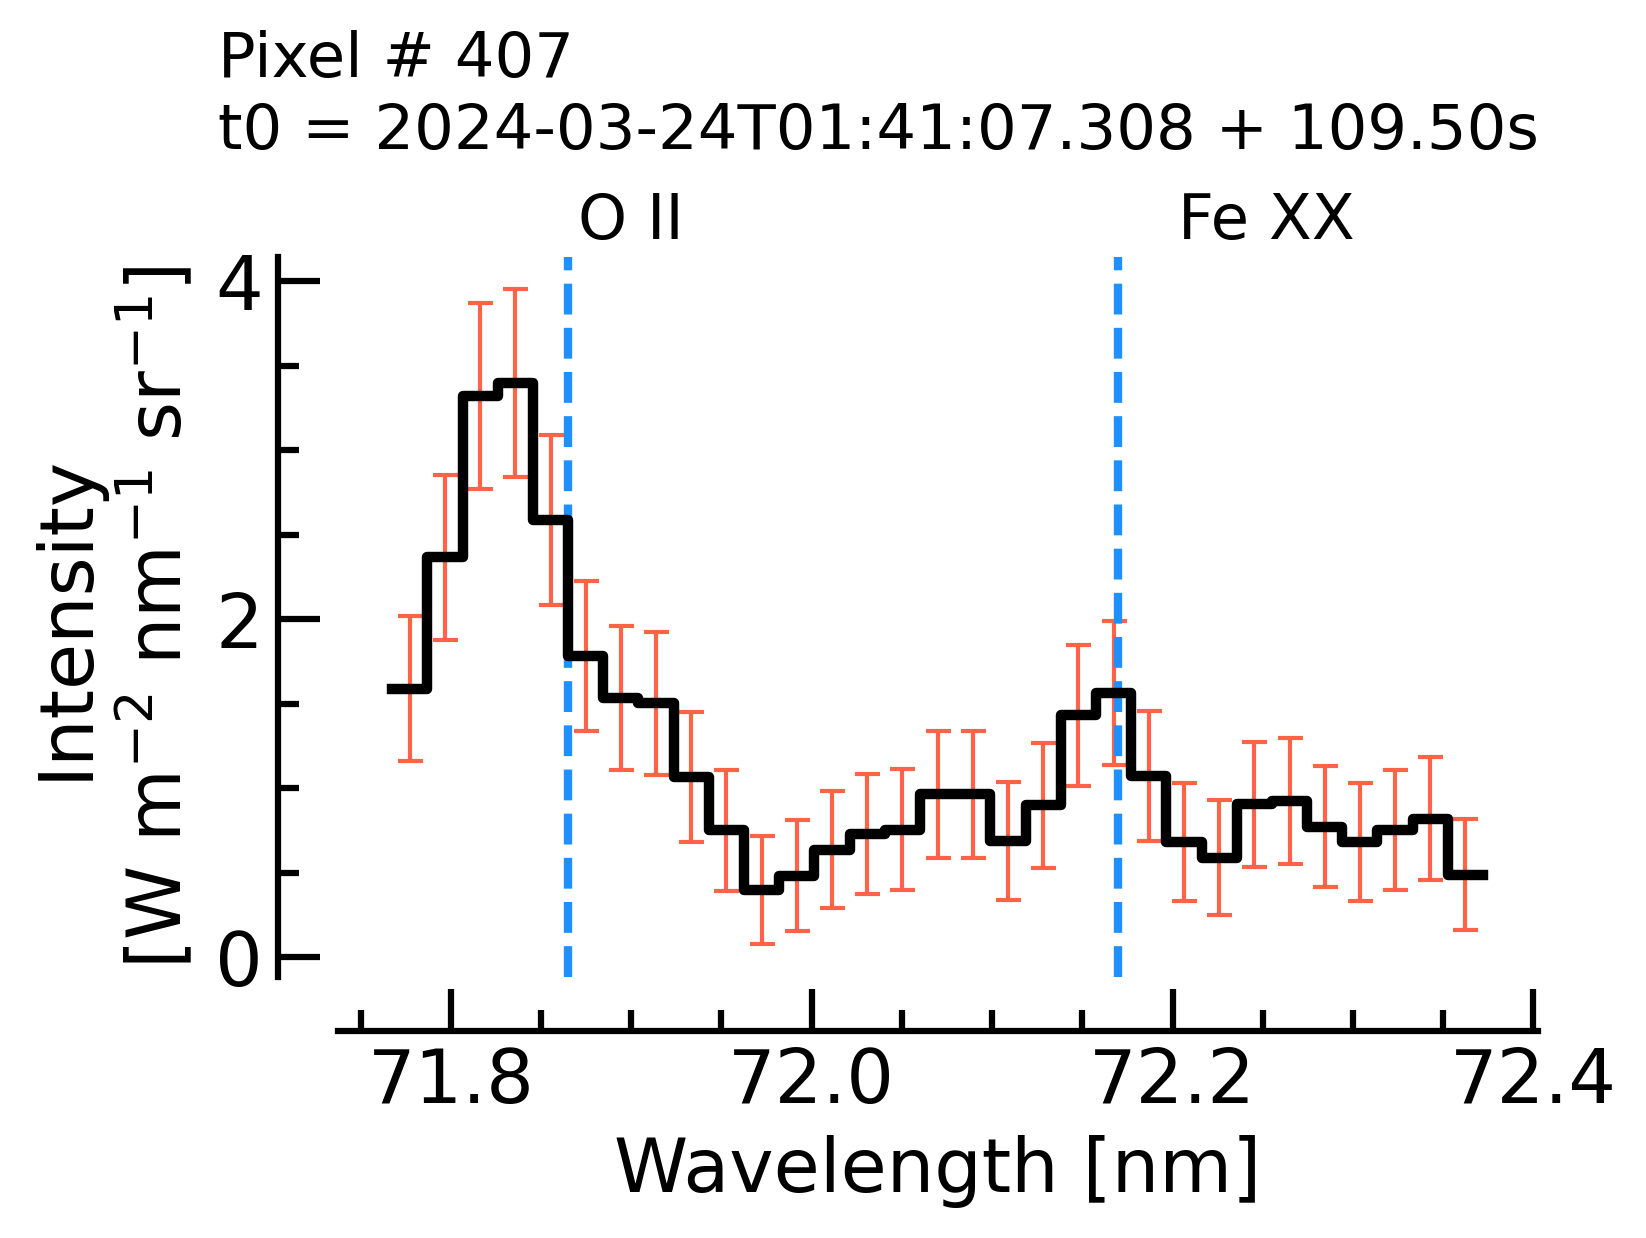 Pixel # 407
t0 = 2024-03-24T01:41:07.308 + 109.50s
O II
Fe XX
Intensity
[W m⁻² nm⁻¹ sr⁻¹]
4
2
0
71.8
72.0
72.2
72.4
Wavelength [nm]